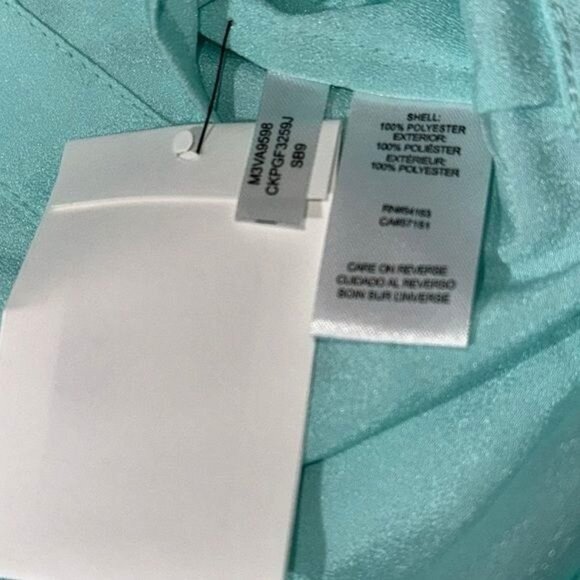 M3VA9598
CKPGF3259J
SB9
SHELL:
100% POLYESTER
EXTERIOR:
100% POLIÉSTER
EXTÉRIEUR:
100% POLYESTER
RN#54163
CA#57151
CARE ON REVERSE
CUIDADO AL REVERSO
SOIN SUR L'INVERSE